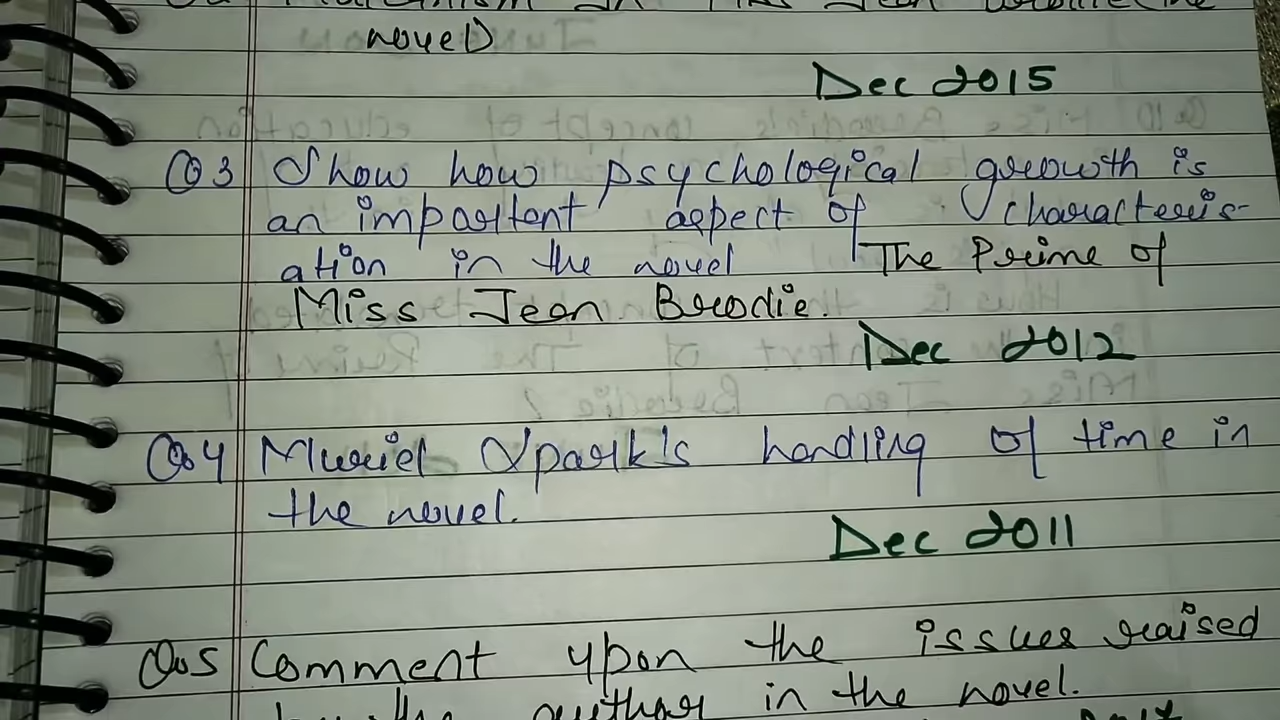 in
novel)
Dec 2015
Q3 Show how psychological growth is
an important aspect of characteris-
ation in the novel The Prime of
Miss Jean Brodie.
Dec 2012
Q4 Muriel Spark's handling of time in
the novel.
Dec 2011
Q5 Comment upon the issues raised
by the author in the novel.